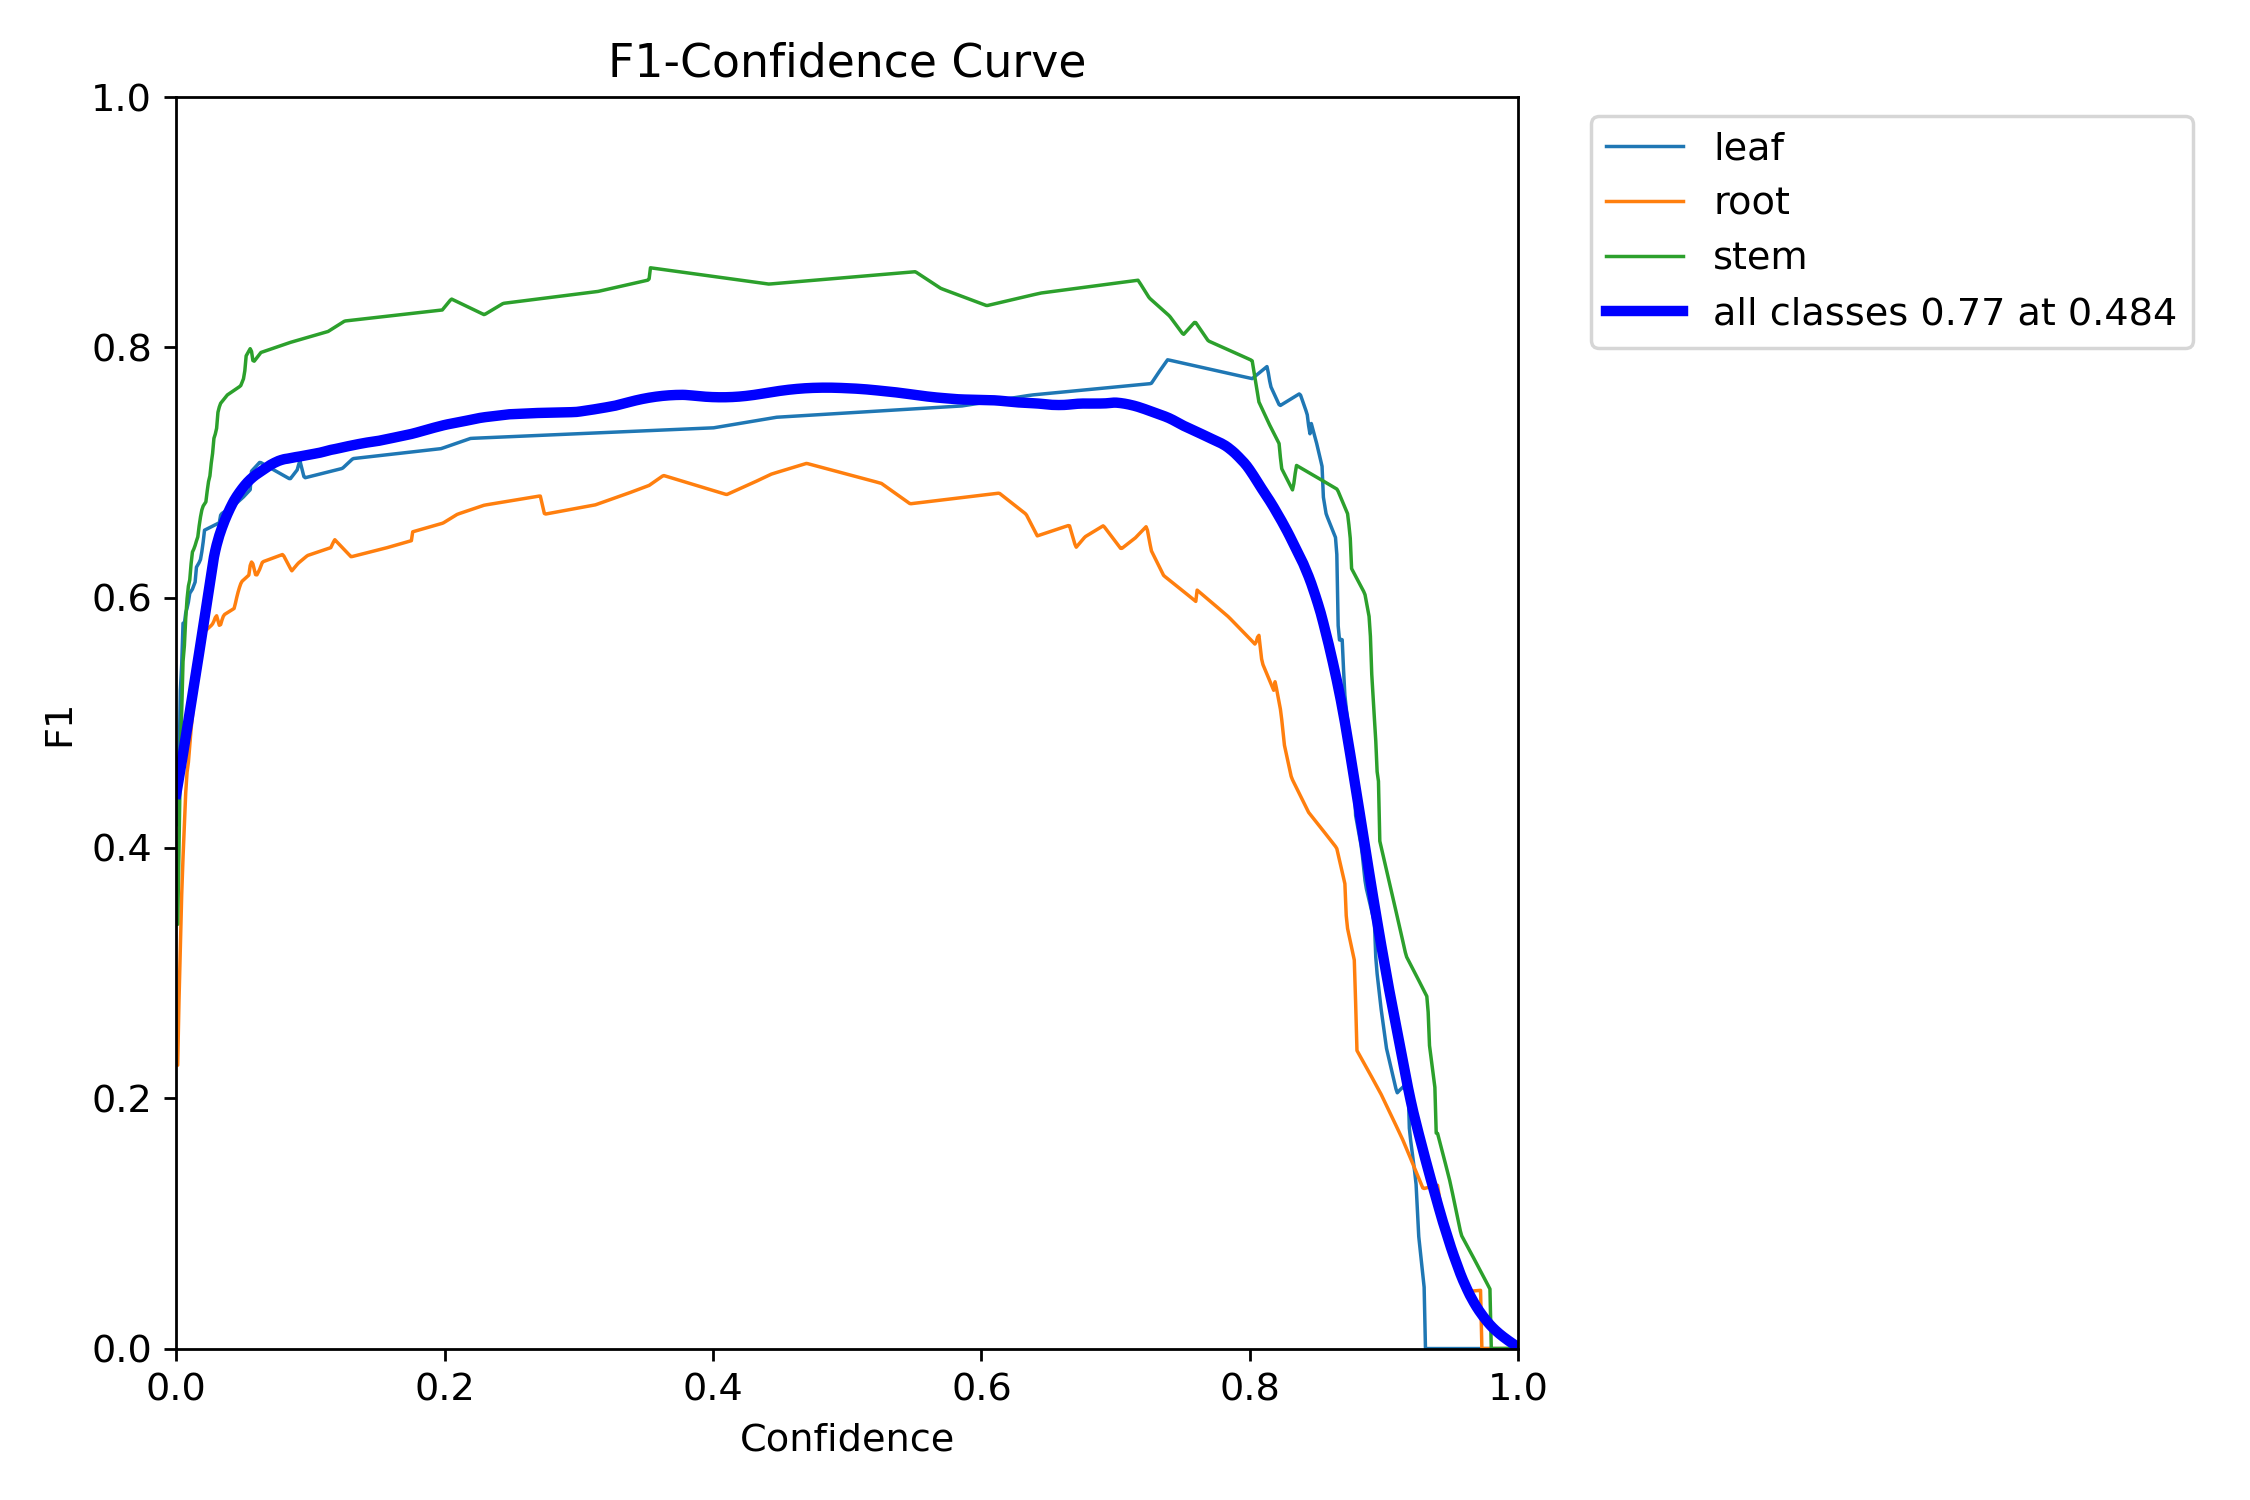 F1-Confidence Curve
1.0
0.8
0.6
0.4
0.2
0.0
F1
0.0 0.2 0.4 0.6 0.8 1.0
Confidence
leaf
root
stem
all classes 0.77 at 0.484